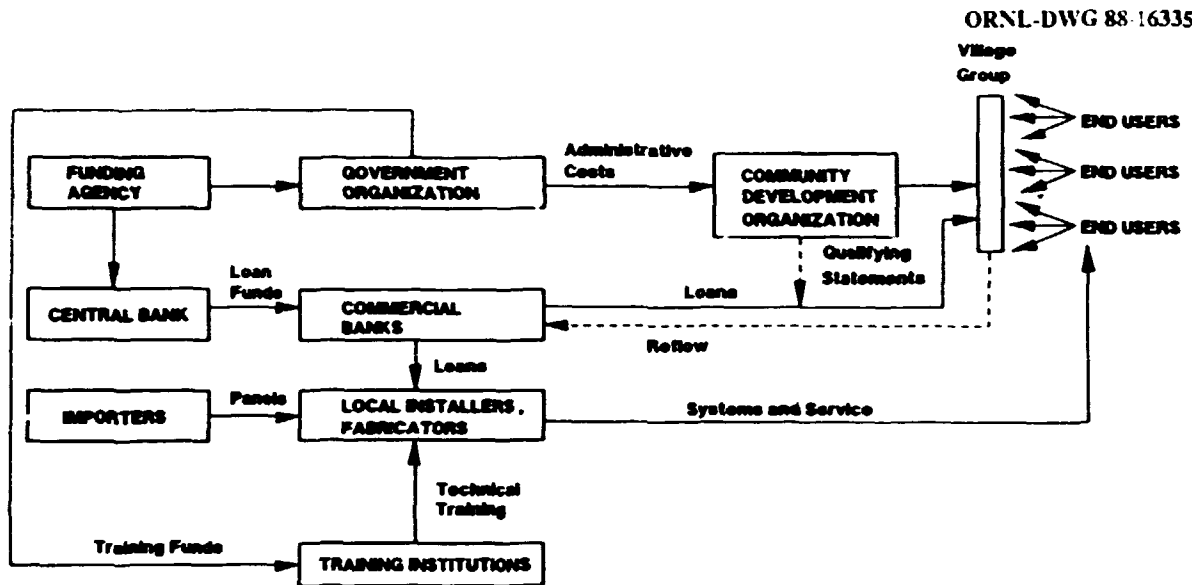 ORNL-DWG 88-16335
Village
Group
END USERS
Administrative
Costs
FUNDING
AGENCY
GOVERNMENT
ORGANIZATION
COMMUNITY
DEVELOPMENT
ORGANIZATION
END USERS
END USERS
Qualifying
Statements
Loan
Funds
Loans
CENTRAL BANK
COMMERCIAL
BANKS
Reflow
Loans
Panels
IMPORTERS
LOCAL INSTALLERS,
FABRICATORS
Systems and Service
Technical
Training
Training Funds
TRAINING INSTITUTIONS